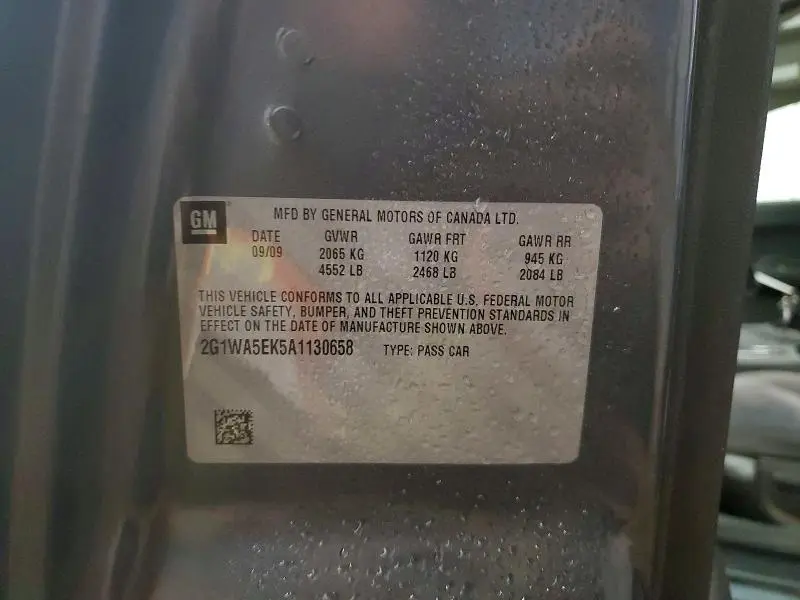 GM
MFD BY GENERAL MOTORS OF CANADA LTD.
DATE GVWR GAWR FRT GAWR RR
09/09 2065 KG 1120 KG 945 KG
4552 LB 2468 LB 2084 LB
THIS VEHICLE CONFORMS TO ALL APPLICABLE U.S. FEDERAL MOTOR
VEHICLE SAFETY, BUMPER, AND THEFT PREVENTION STANDARDS IN
EFFECT ON THE DATE OF MANUFACTURE SHOWN ABOVE.
2G1WA5EK5A1130658 TYPE: PASS CAR